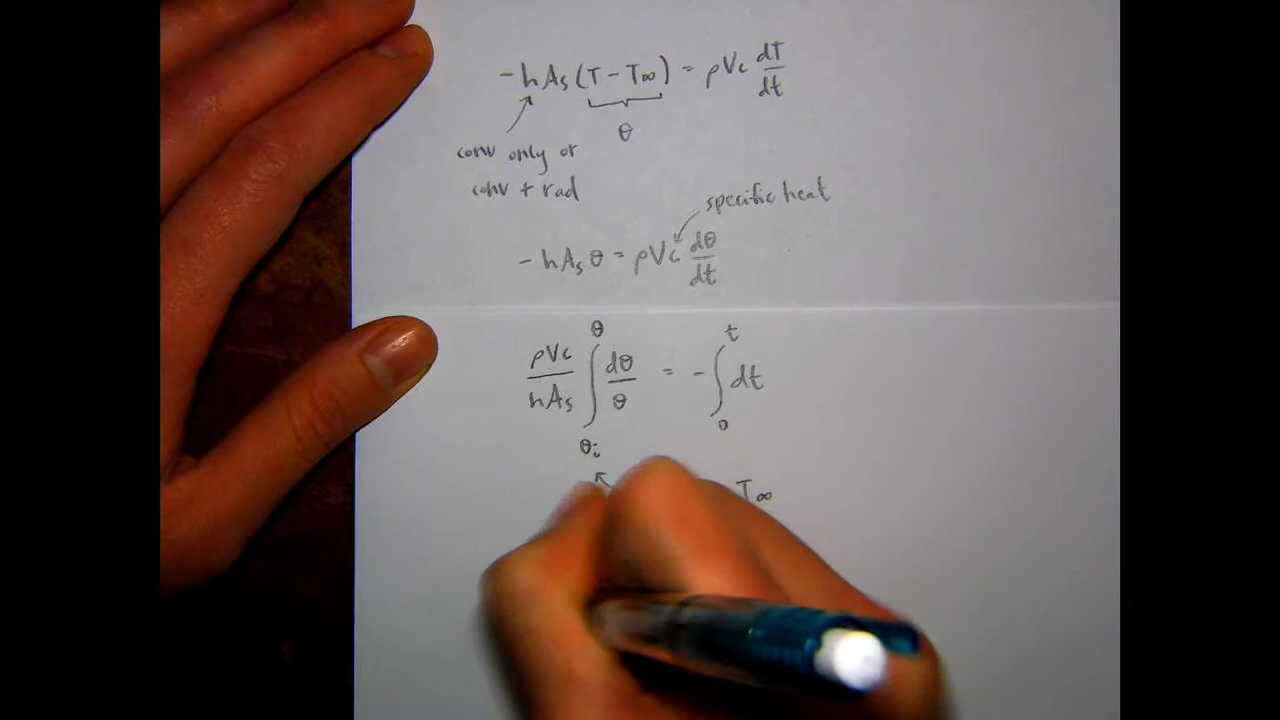 -hAs(T - T∞) = ρVc dT/dt
θ
conv only or
conv + rad
specific heat
-hAsθ = ρVc dθ/dt
ρVc/hAs ∫θi^θ dθ/θ = -∫0^t dt
T∞